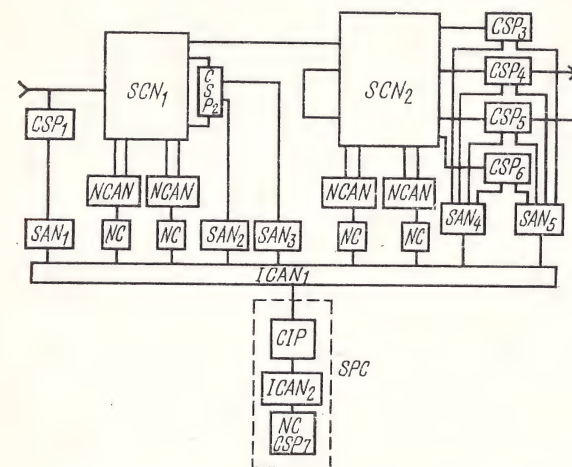 CSP₃
CSP₄
CSP₅
CSP₆
SCN₁
C
S
P₂
SCN₂
CSP₁
NCAN
NCAN
NCAN
NCAN
SAN₁
NC
NC
SAN₂
SAN₃
NC
NC
SAN₄
SAN₅
ICAN₁
CIP
SPC
ICAN₂
NC
CSP₇